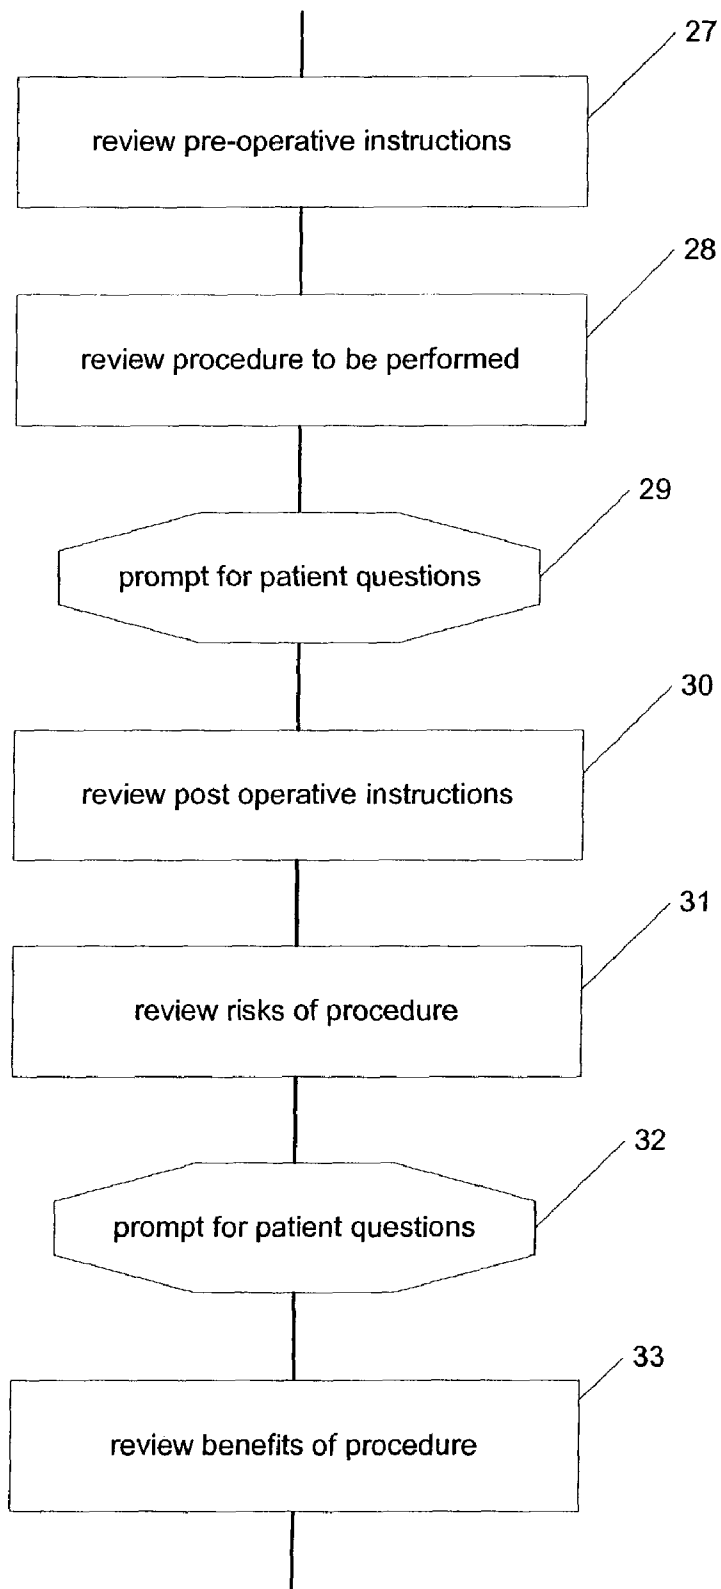 27
review pre-operative instructions
28
review procedure to be performed
29
prompt for patient questions
30
review post operative instructions
31
review risks of procedure
32
prompt for patient questions
33
review benefits of procedure